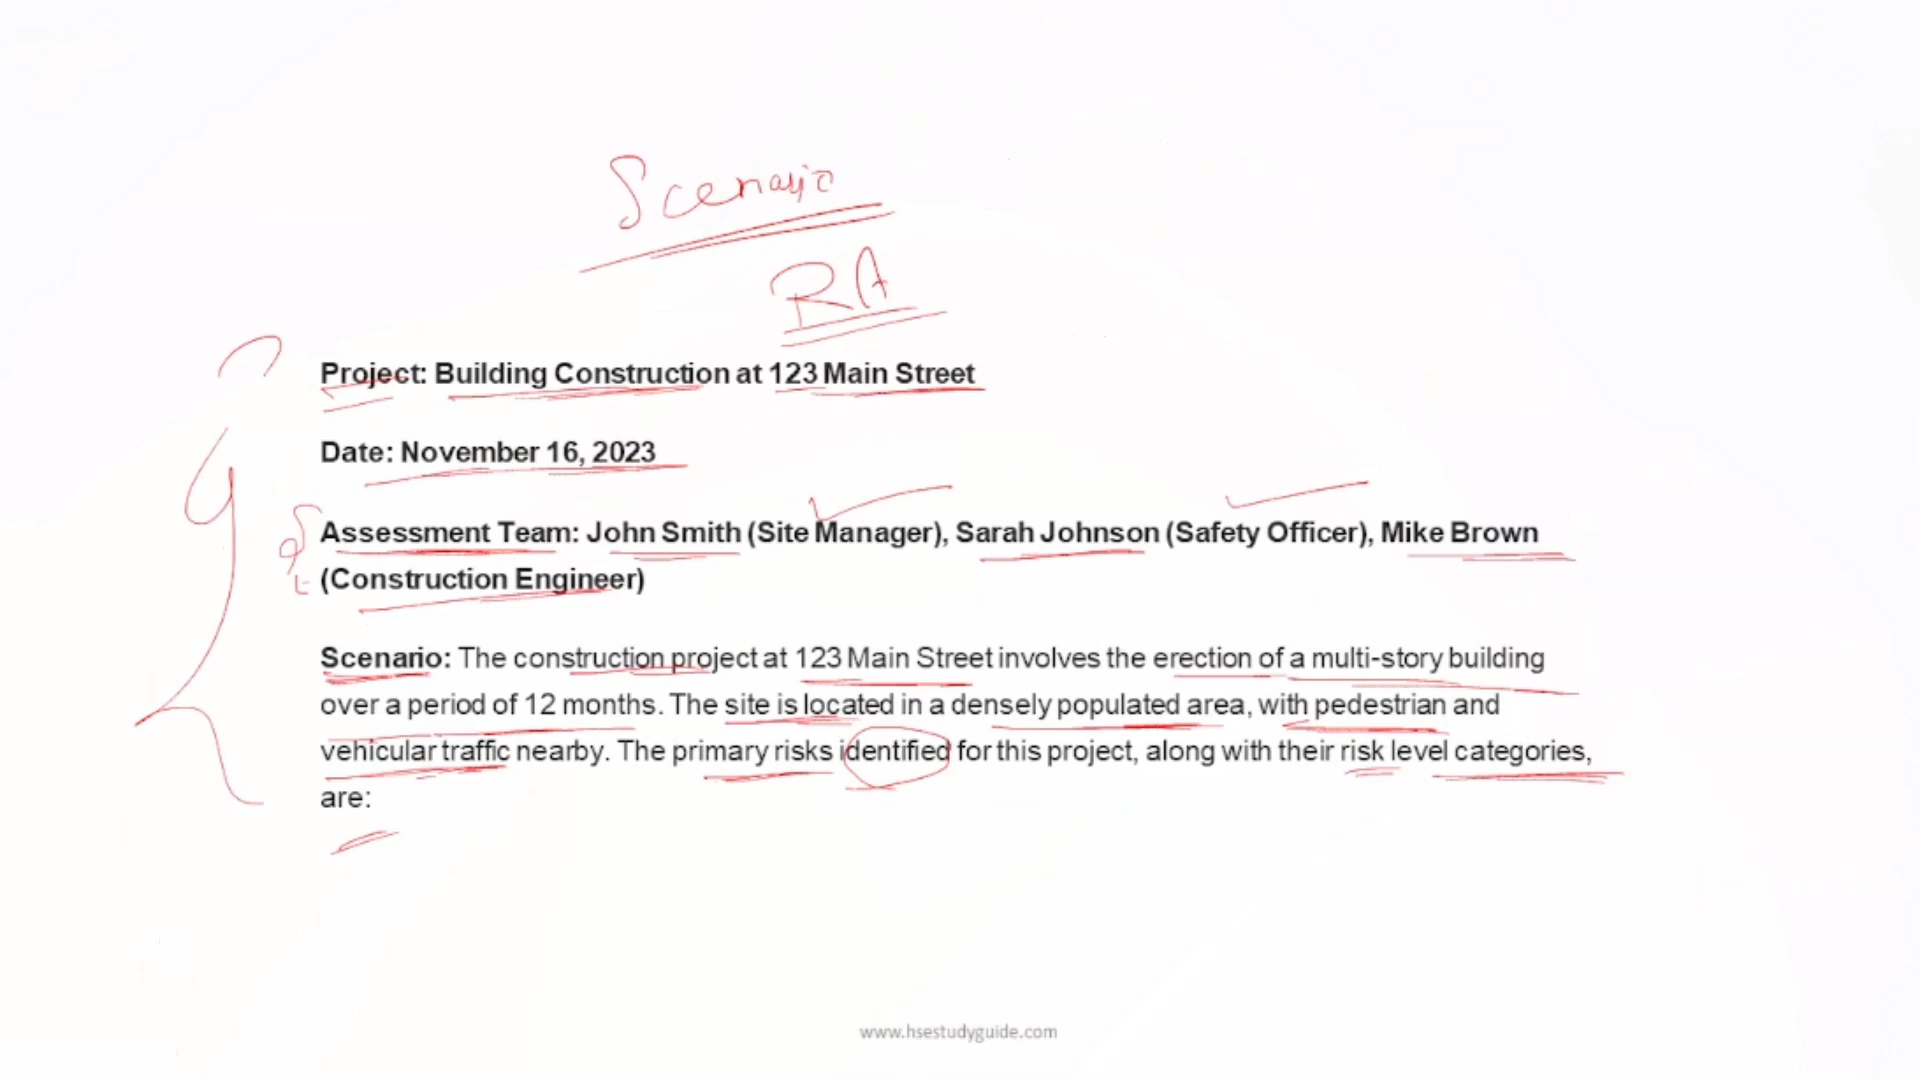 Scenario
RA
Project: Building Construction at 123 Main Street
Date: November 16, 2023
Assessment Team: John Smith (Site Manager), Sarah Johnson (Safety Officer), Mike Brown
(Construction Engineer)
Scenario: The construction project at 123 Main Street involves the erection of a multi-story building
over a period of 12 months. The site is located in a densely populated area, with pedestrian and
vehicular traffic nearby. The primary risks identified for this project, along with their risk level categories,
are:
www.hsestudyguide.com